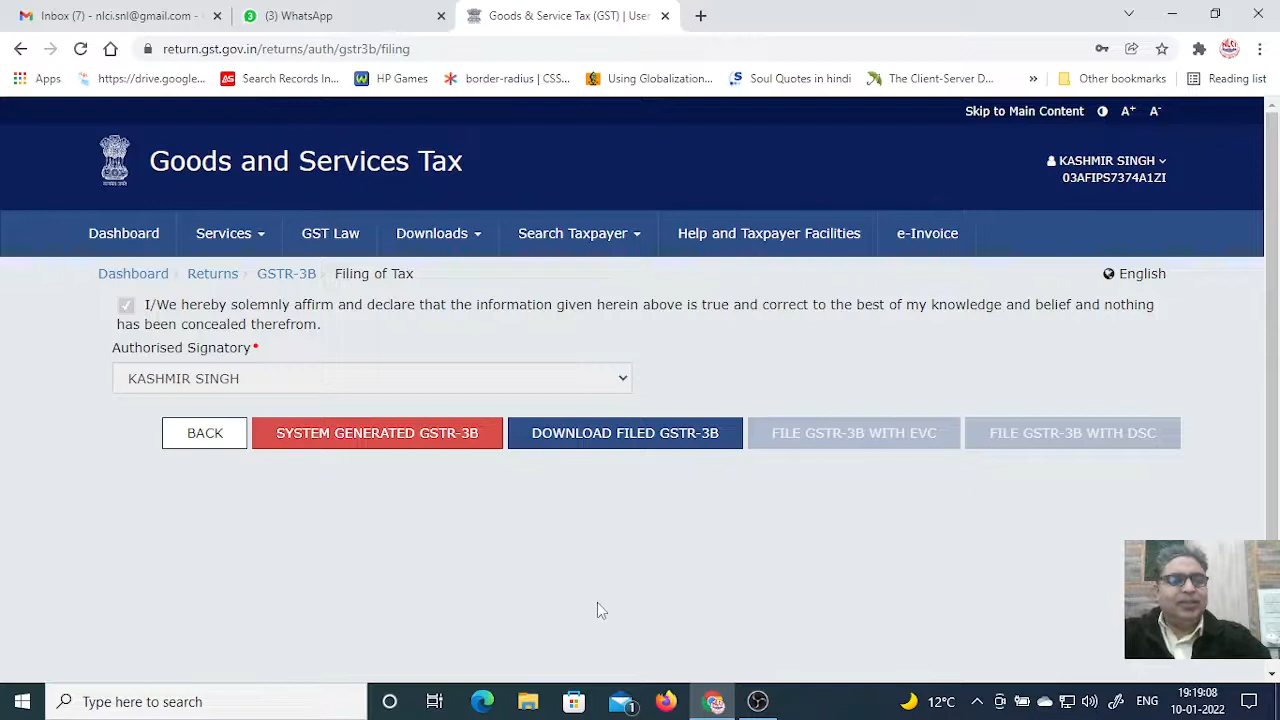 Inbox (7) - nlci.snl@gmail.com -
3 (3) WhatsApp
Goods & Service Tax (GST) | User
return.gst.gov.in/returns/auth/gstr3b/filing
Apps
https://drive.google...
AS Search Records In...
W HP Games
border-radius | CSS...
Using Globalization...
S Soul Quotes in hindi
The Client-Server D...
»
Other bookmarks
Reading list
Skip to Main Content A+ A-
Goods and Services Tax
KASHMIR SINGH
03AFIPS7374A1ZI
Dashboard Services GST Law Downloads Search Taxpayer Help and Taxpayer Facilities e-Invoice
Dashboard Returns GSTR-3B Filing of Tax English
I/We hereby solemnly affirm and declare that the information given herein above is true and correct to the best of my knowledge and belief and nothing
has been concealed therefrom.
Authorised Signatory•
KASHMIR SINGH
BACK SYSTEM GENERATED GSTR-3B DOWNLOAD FILED GSTR-3B FILE GSTR-3B WITH EVC FILE GSTR-3B WITH DSC
Type here to search
1
12°C
ENG
19:19:08
10-01-2022